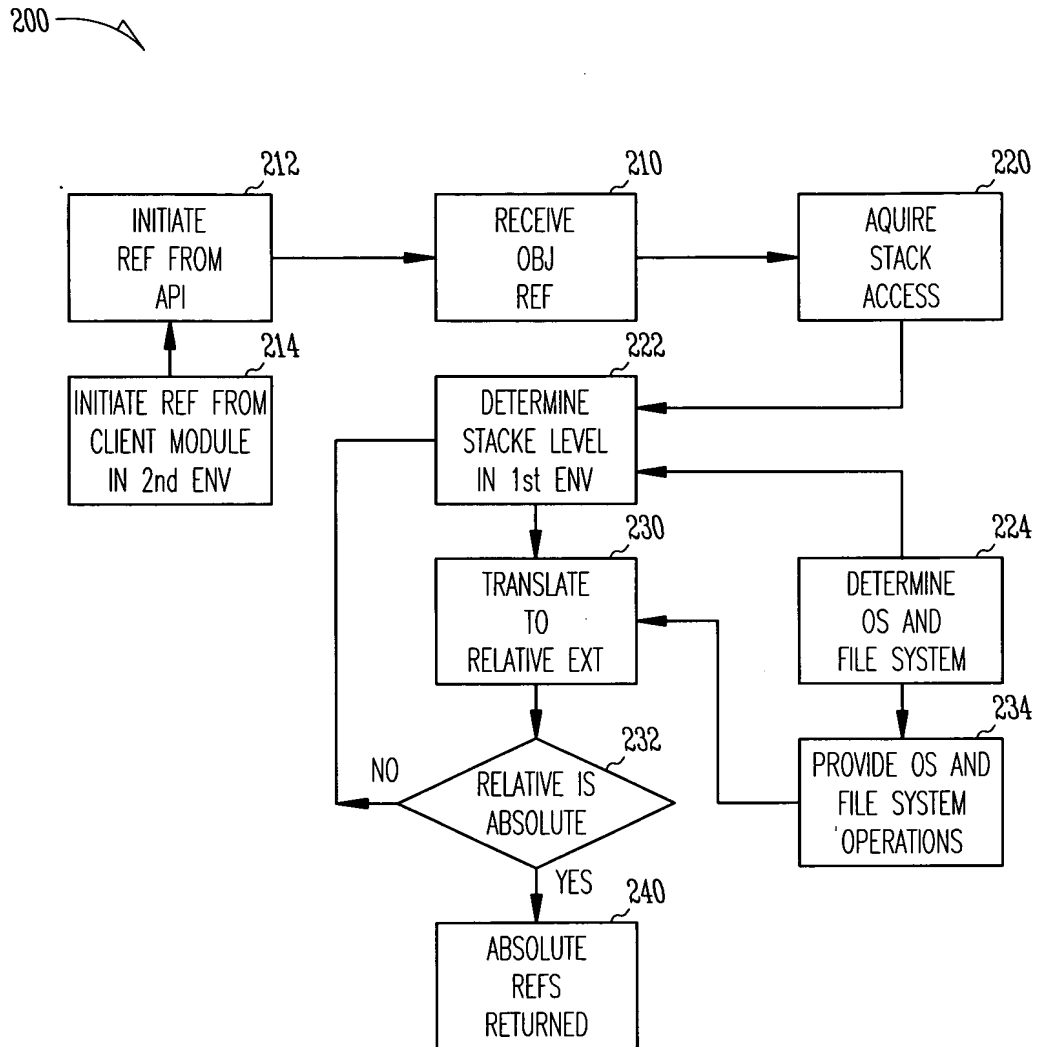 200
212
INITIATE
REF FROM
API
210
RECEIVE
OBJ
REF
220
AQUIRE
STACK
ACCESS
214
INITIATE REF FROM
CLIENT MODULE
IN 2nd ENV
222
DETERMINE
STACKE LEVEL
IN 1st ENV
230
TRANSLATE
TO
RELATIVE EXT
224
DETERMINE
OS AND
FILE SYSTEM
232
RELATIVE IS
ABSOLUTE
NO
YES
234
PROVIDE OS AND
FILE SYSTEM
OPERATIONS
240
ABSOLUTE
REFS
RETURNED